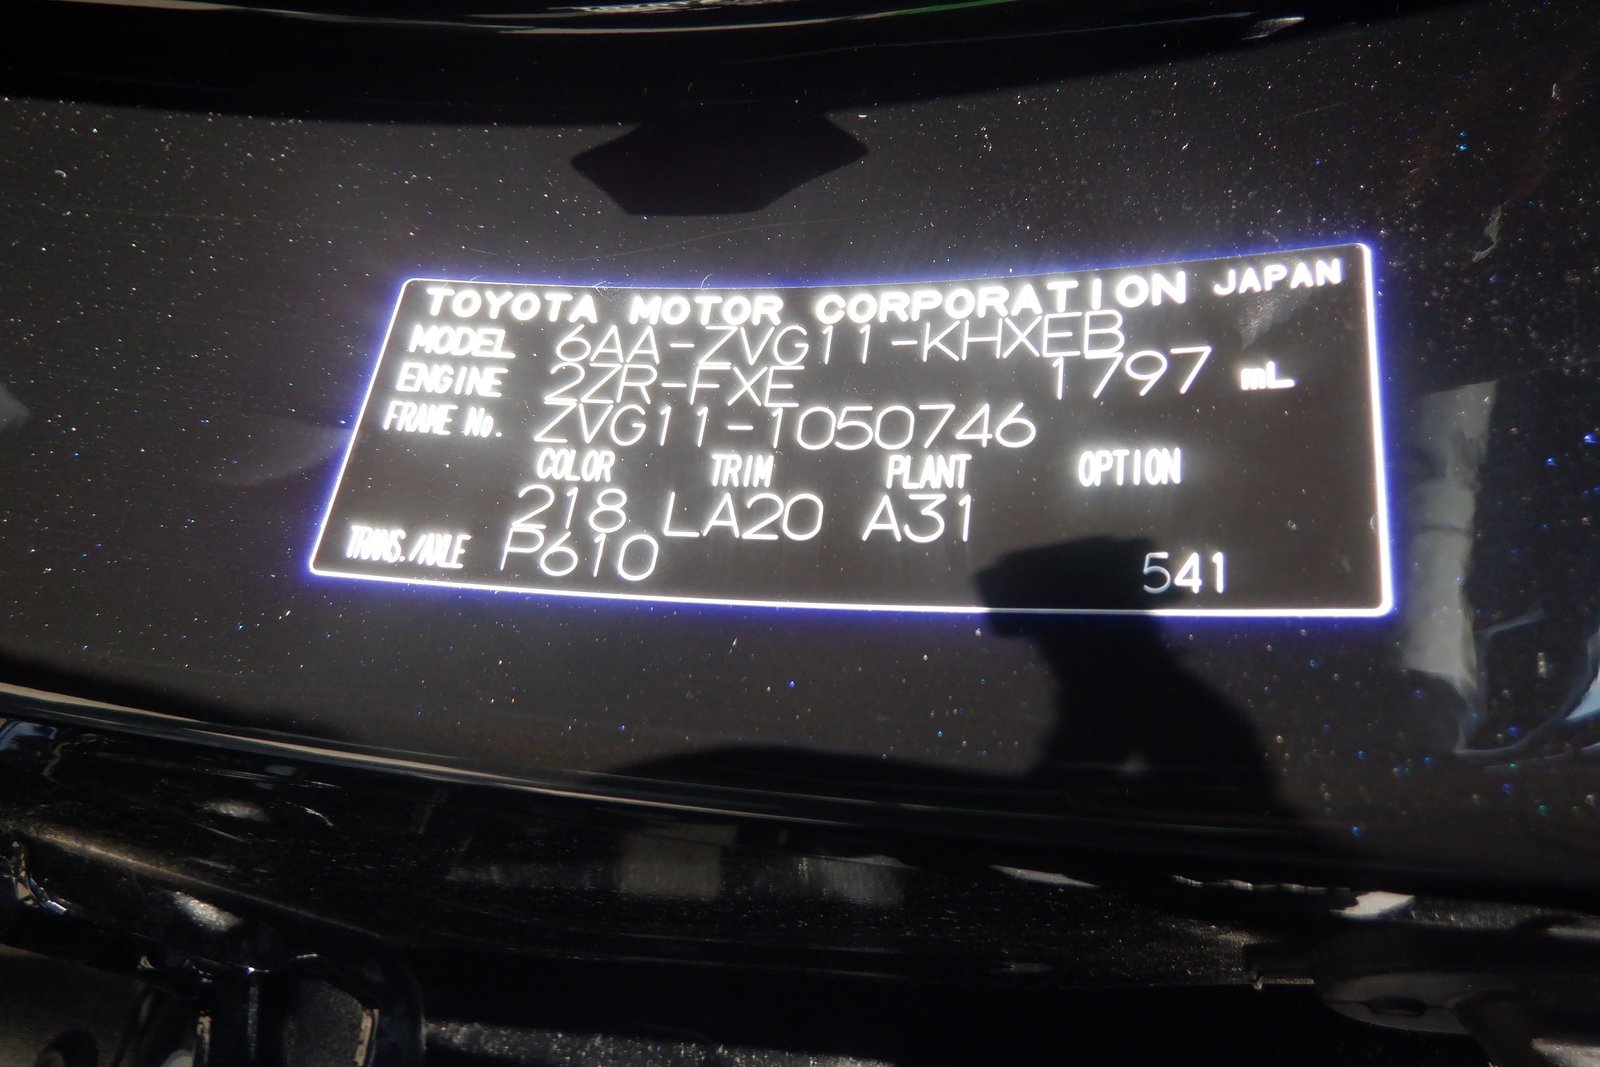 TOYOTA MOTOR CORPORATION JAPAN
MODEL 6AA-ZVG11-KHXEB
ENGINE 2ZR-FXE 1797 mL
FRAME No. ZVG11-1050746
COLOR TRIM PLANT OPTION
218 LA20 A31
TRANS./AXLE P610 541